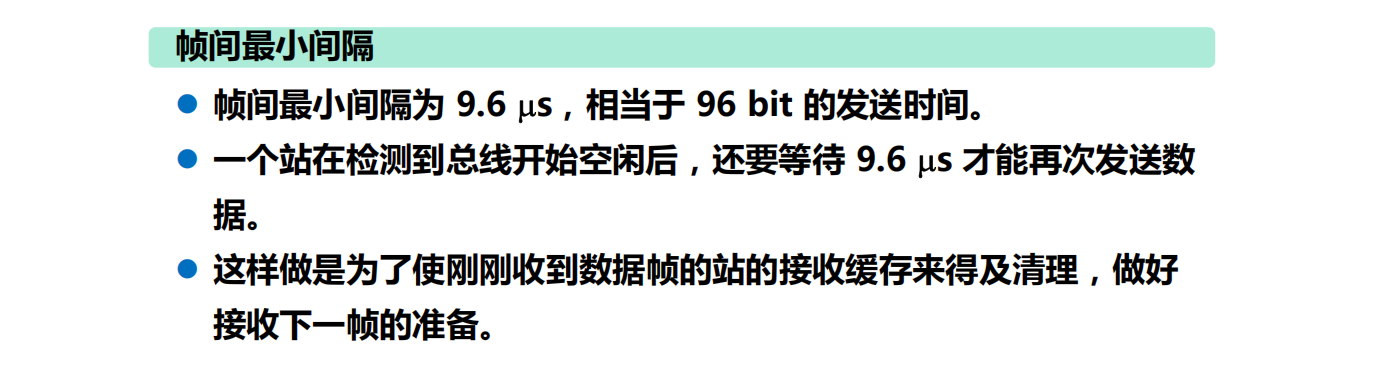 帧间最小间隔
● 帧间最小间隔为 9.6 μs，相当于 96 bit 的发送时间。
● 一个站在检测到总线开始空闲后，还要等待 9.6 μs 才能再次发送数
据。
● 这样做是为了使刚刚收到数据帧的站的接收缓存来得及清理，做好
接收下一帧的准备。